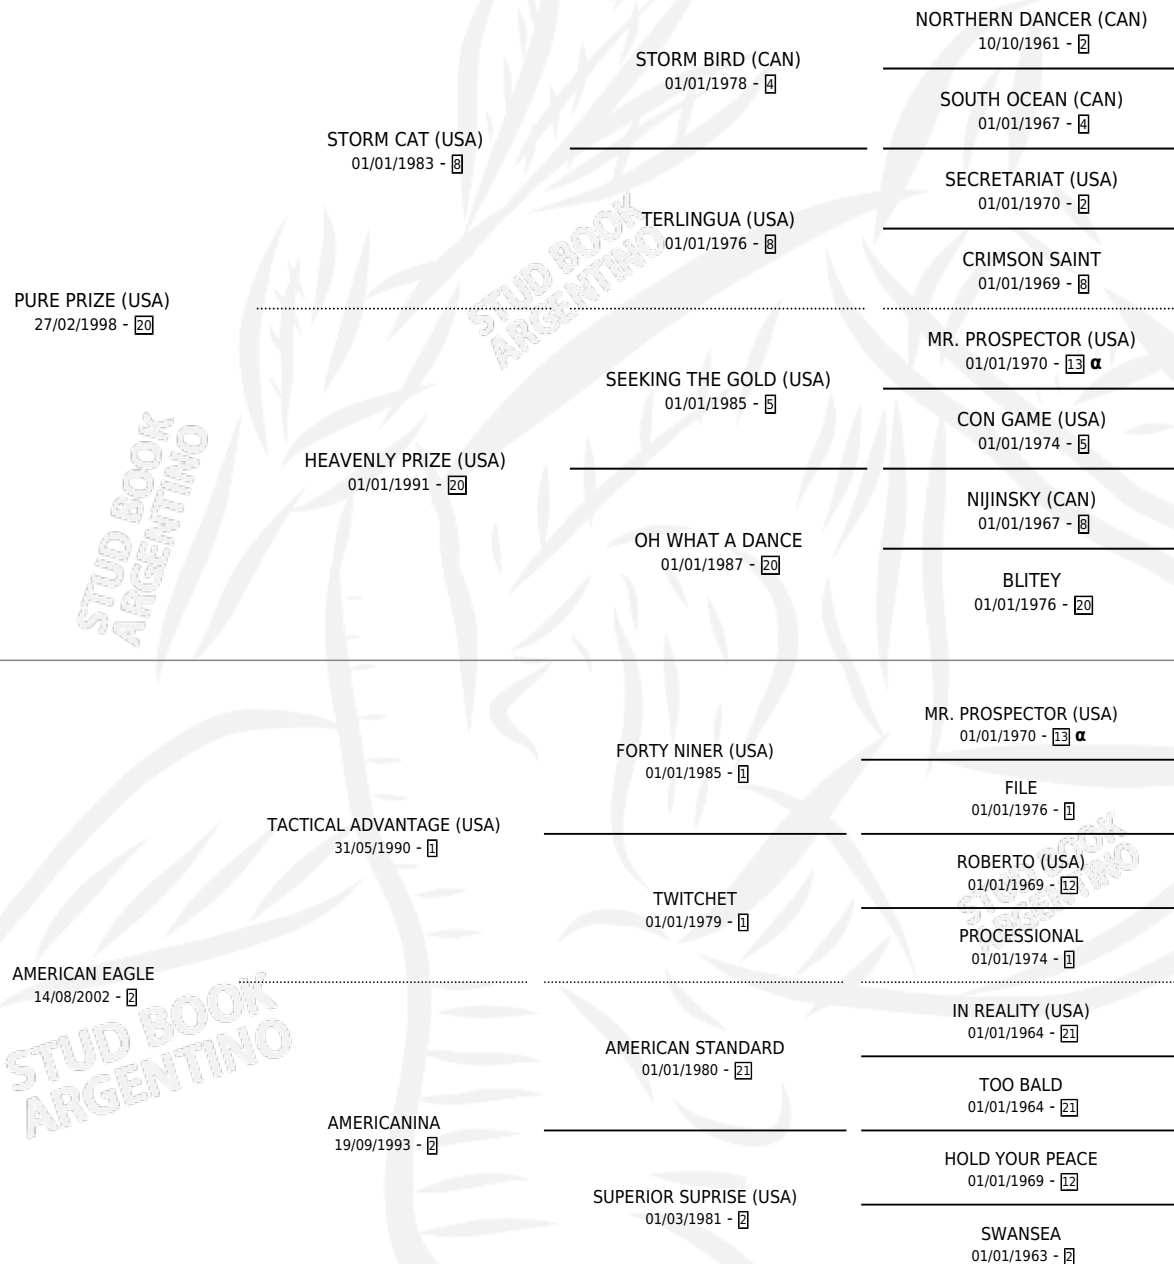 NORTHERN DANCER (CAN)
10/10/1961 - 2
STORM BIRD (CAN)
01/01/1978 - 4
SOUTH OCEAN (CAN)
01/01/1967 - 4
STORM CAT (USA)
01/01/1983 - 8
SECRETARIAT (USA)
01/01/1970 - 2
TERLINGUA (USA)
01/01/1976 - 8
CRIMSON SAINT
01/01/1969 - 8
PURE PRIZE (USA)
27/02/1998 - 20
MR. PROSPECTOR (USA)
01/01/1970 - 13 α
SEEKING THE GOLD (USA)
01/01/1985 - 5
CON GAME (USA)
01/01/1974 - 5
HEAVENLY PRIZE (USA)
01/01/1991 - 20
NIJINSKY (CAN)
01/01/1967 - 8
OH WHAT A DANCE
01/01/1987 - 20
BLITEY
01/01/1976 - 20
MR. PROSPECTOR (USA)
01/01/1970 - 13 α
FORTY NINER (USA)
01/01/1985 - 1
FILE
01/01/1976 - 1
TACTICAL ADVANTAGE (USA)
31/05/1990 - 1
ROBERTO (USA)
01/01/1969 - 12
TWITCHET
01/01/1979 - 1
PROCESSIONAL
01/01/1974 - 1
AMERICAN EAGLE
14/08/2002 - 2
IN REALITY (USA)
01/01/1964 - 21
AMERICAN STANDARD
01/01/1980 - 21
TOO BALD
01/01/1964 - 21
AMERICANINA
19/09/1993 - 2
HOLD YOUR PEACE
01/01/1969 - 12
SUPERIOR SUPRISE (USA)
01/03/1981 - 2
SWANSEA
01/01/1963 - 2
STUD BOOK
ARGENTINO
STUD BOOK
ARGENTINO
STUD BOOK
ARGENTINO
STUD BOOK
ARGENTINO